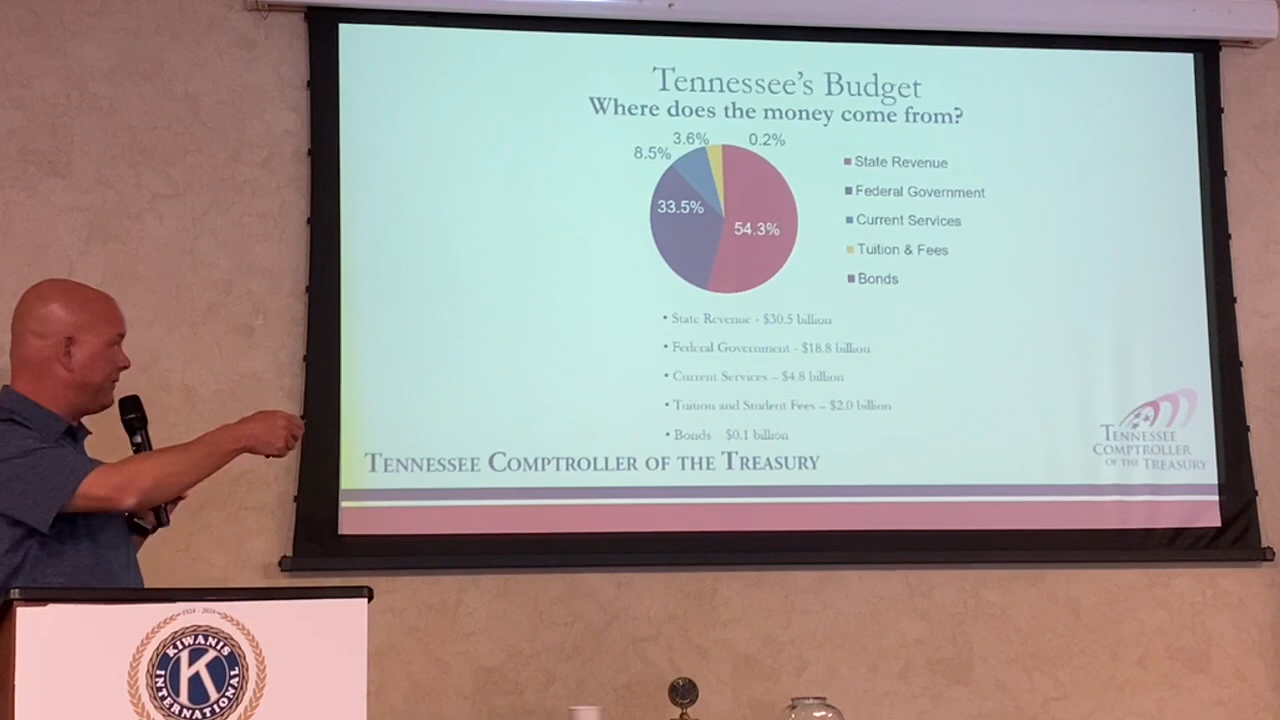 Tennessee's Budget
Where does the money come from?
3.6%
0.2%
8.5%
33.5%
54.3%
State Revenue
Federal Government
Current Services
Tuition & Fees
Bonds
• State Revenue - $30.5 billion
• Federal Government - $18.8 billion
• Current Services – $4.8 billion
• Tuition and Student Fees – $2.0 billion
• Bonds $0.1 billion
TENNESSEE COMPTROLLER OF THE TREASURY
TENNESSEE
COMPTROLLER
OF THE TREASURY
1924 - 2024
KIWANIS
K
INTERNATIONAL